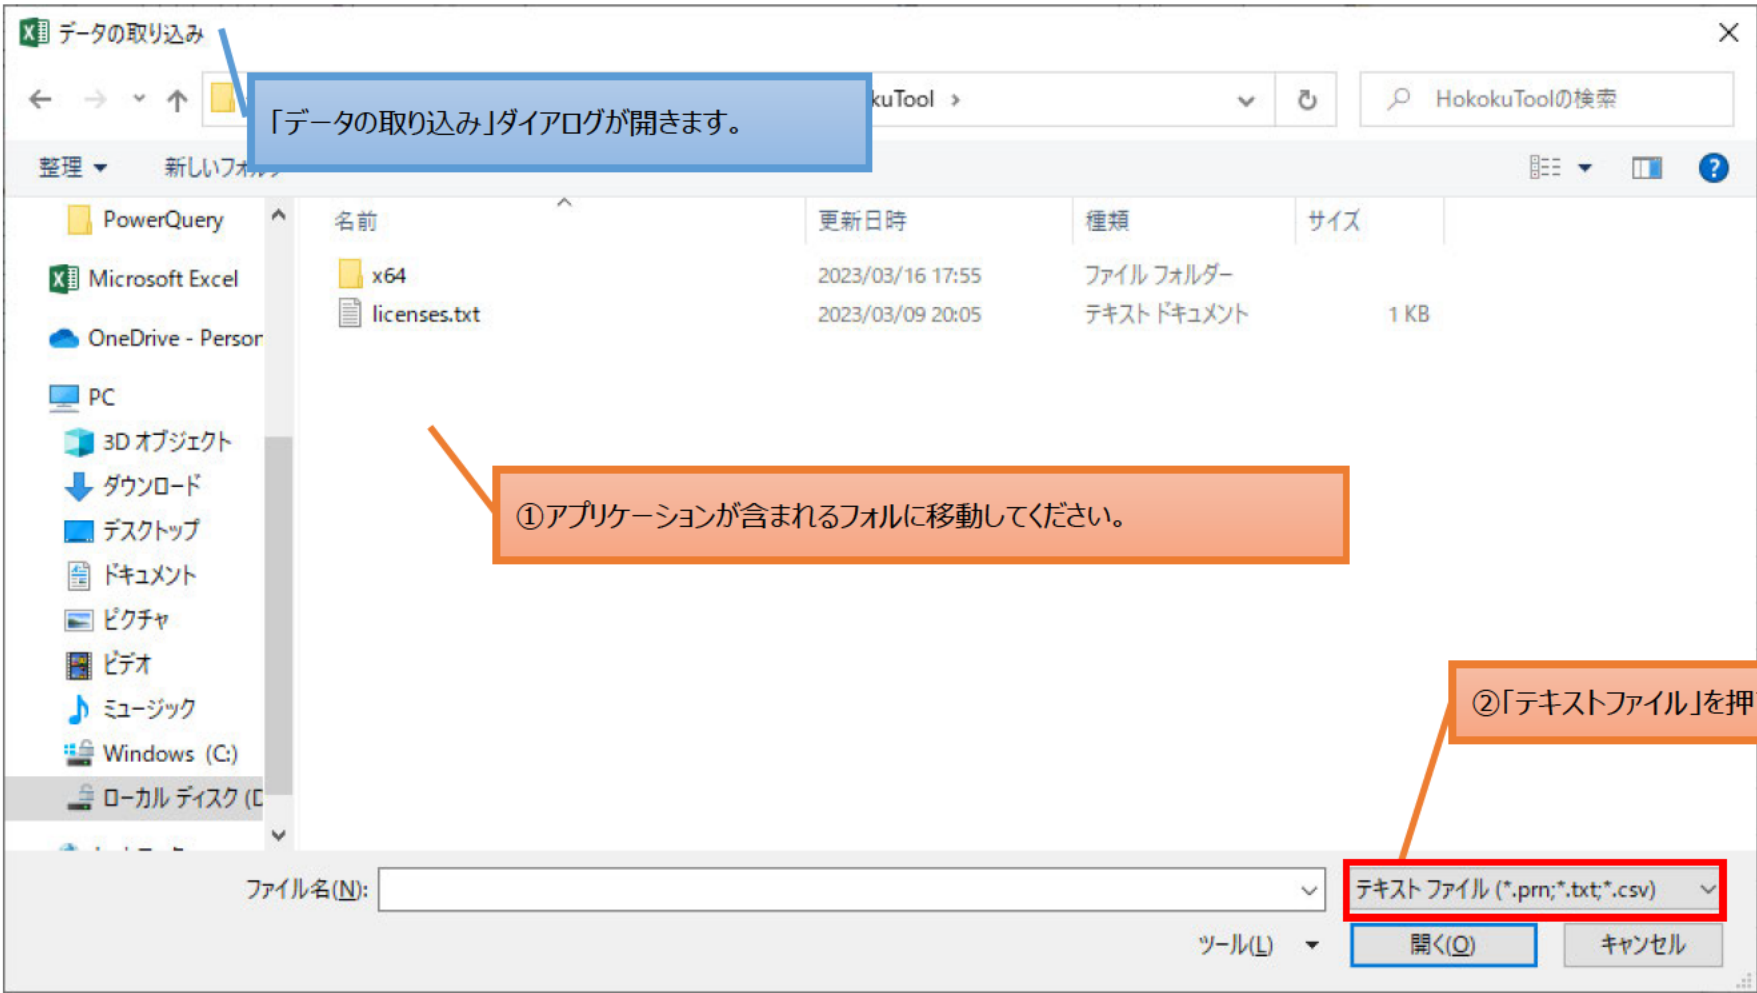 データの取り込み
「データの取り込み」ダイアログが開きます。
kuTool
HokokuToolの検索
整理
新しいフォルダー
PowerQuery
名前
更新日時
種類
サイズ
Microsoft Excel
x64
2023/03/16 17:55
ファイル フォルダー
licenses.txt
2023/03/09 20:05
テキスト ドキュメント
1 KB
OneDrive - Person
PC
3D オブジェクト
ダウンロード
①アプリケーションが含まれるフォルに移動してください。
デスクトップ
ドキュメント
ピクチャ
ビデオ
②「テキストファイル」を押
ミュージック
Windows (C:)
ローカル ディスク (D
ファイル名(N):
テキスト ファイル (*.prn;*.txt;*.csv)
ツール(L)
開く(O)
キャンセル